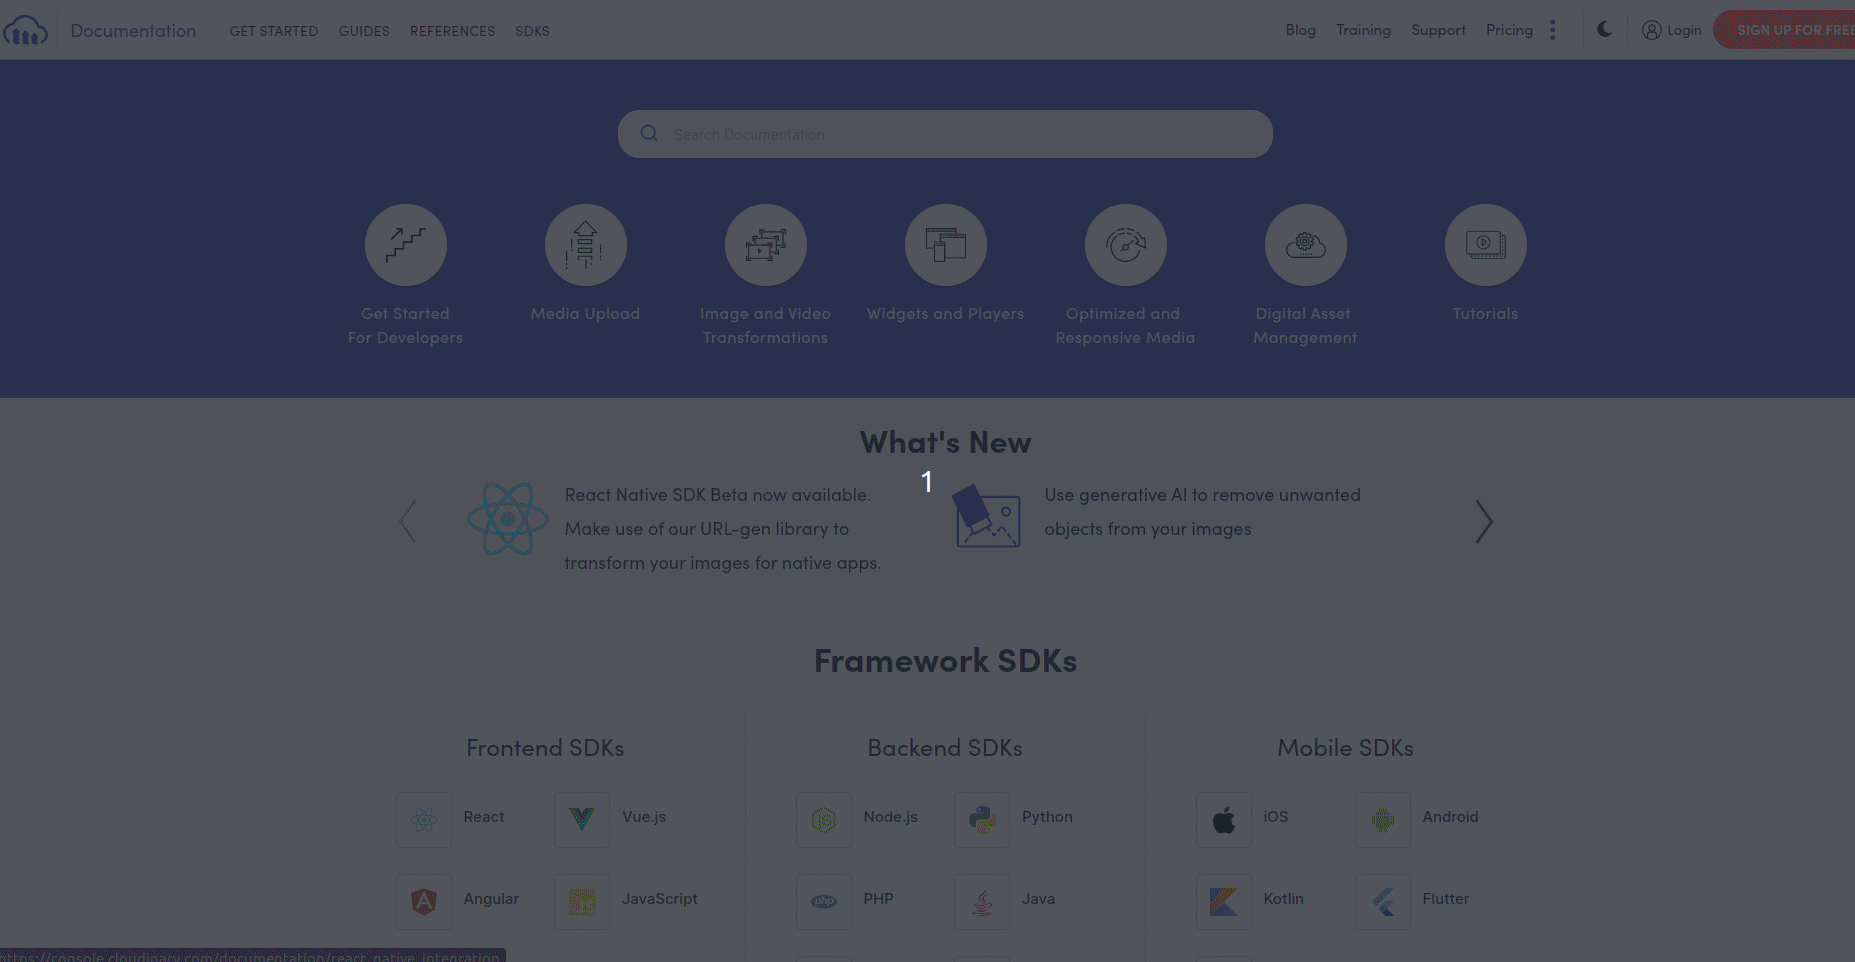 Documentation
GET STARTED GUIDES REFERENCES SDKS
Blog Training Support Pricing
Login
SIGN UP FOR FREE
Search Documentation
Get Started
For Developers
Media Upload
Image and Video
Transformations
Widgets and Players
Optimized and
Responsive Media
Digital Asset
Management
Tutorials
What's New
1
React Native SDK Beta now available.
Make use of our URL-gen library to
transform your images for native apps.
Use generative AI to remove unwanted
objects from your images
Framework SDKs
Frontend SDKs
React
Vue.js
Angular
JS
JavaScript
Backend SDKs
Node.js
Python
php
PHP
Java
Mobile SDKs
iOS
Android
Kotlin
Flutter
https://console.cloudinary.com/documentation/react_native_integration